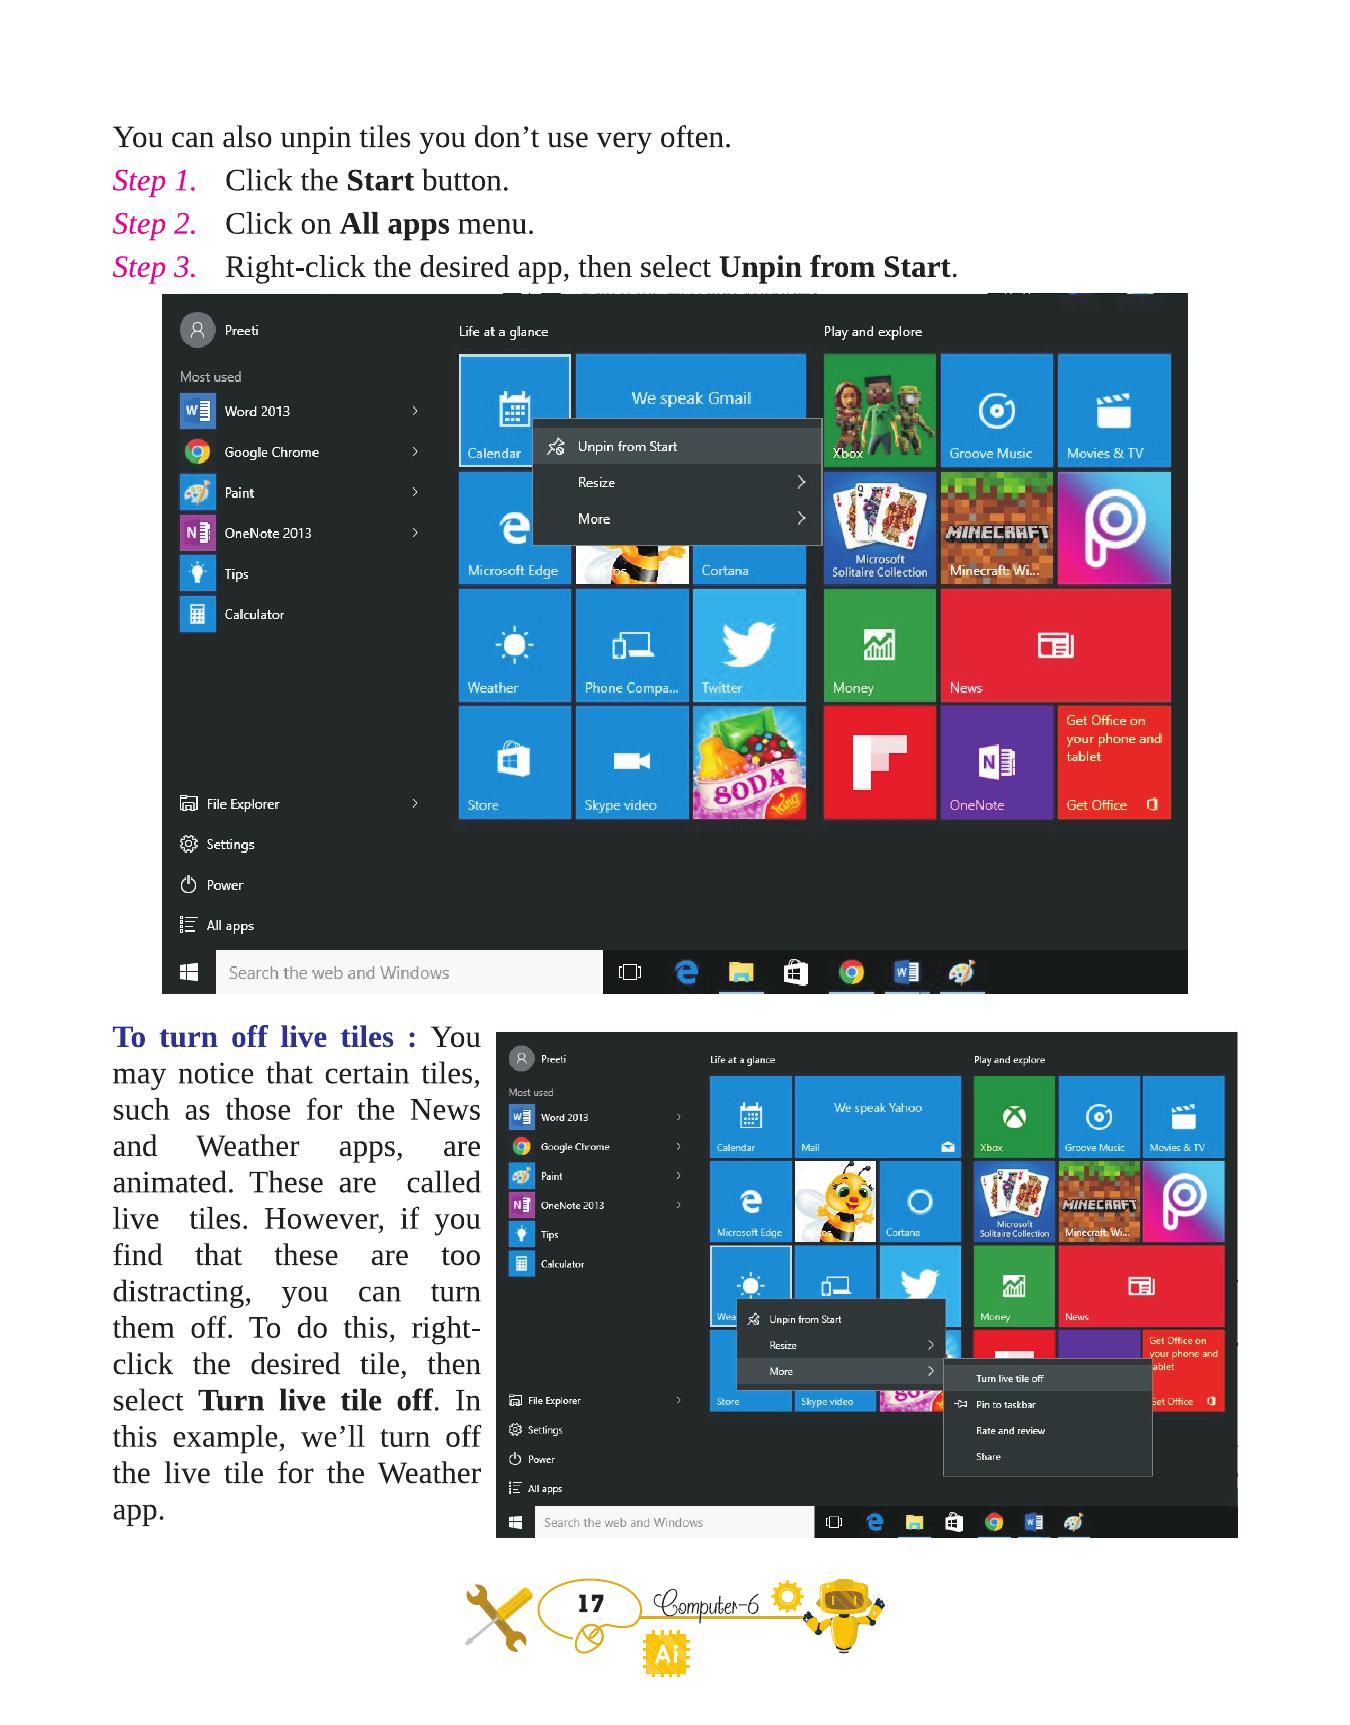 You can also unpin tiles you don’t use very often.
Step 1. Click the Start button.
Step 2. Click on All apps menu.
Step 3. Right-click the desired app, then select Unpin from Start.
Preeti
Most used
Word 2013
Google Chrome
Paint
OneNote 2013
Tips
Calculator
File Explorer
Settings
Power
All apps
Search the web and Windows
Life at a glance
We speak Gmail
Calendar
Unpin from Start
Resize
More
Microsoft Edge
Cortana
Weather
Phone Compa...
Twitter
Store
Skype video
SODA
King
Play and explore
Xbox
Groove Music
Movies & TV
Microsoft
Solitaire Collection
MINECRAFT
Minecraft: Wi...
Money
News
OneNote
Get Office on
your phone and
tablet
Get Office
To turn off live tiles : You
may notice that certain tiles,
such as those for the News
and Weather apps, are
animated. These are called
live tiles. However, if you
find that these are too
distracting, you can turn
them off. To do this, right-
click the desired tile, then
select Turn live tile off. In
this example, we’ll turn off
the live tile for the Weather
app.
Preeti
Most used
Word 2013
Google Chrome
Paint
OneNote 2013
Tips
Calculator
File Explorer
Settings
Power
All apps
Search the web and Windows
Life at a glance
We speak Yahoo
Calendar
Mail
Microsoft Edge
Cortana
Wea
Unpin from Start
Resize
More
Store
Skype video
Play and explore
Xbox
Groove Music
Movies & TV
Microsoft
Solitaire Collection
MINECRAFT
Minecraft: Wi...
Money
News
Get Office on
your phone and
ablet
Get Office
Turn live tile off
Pin to taskbar
Rate and review
Share
17
Computer-6
Ai